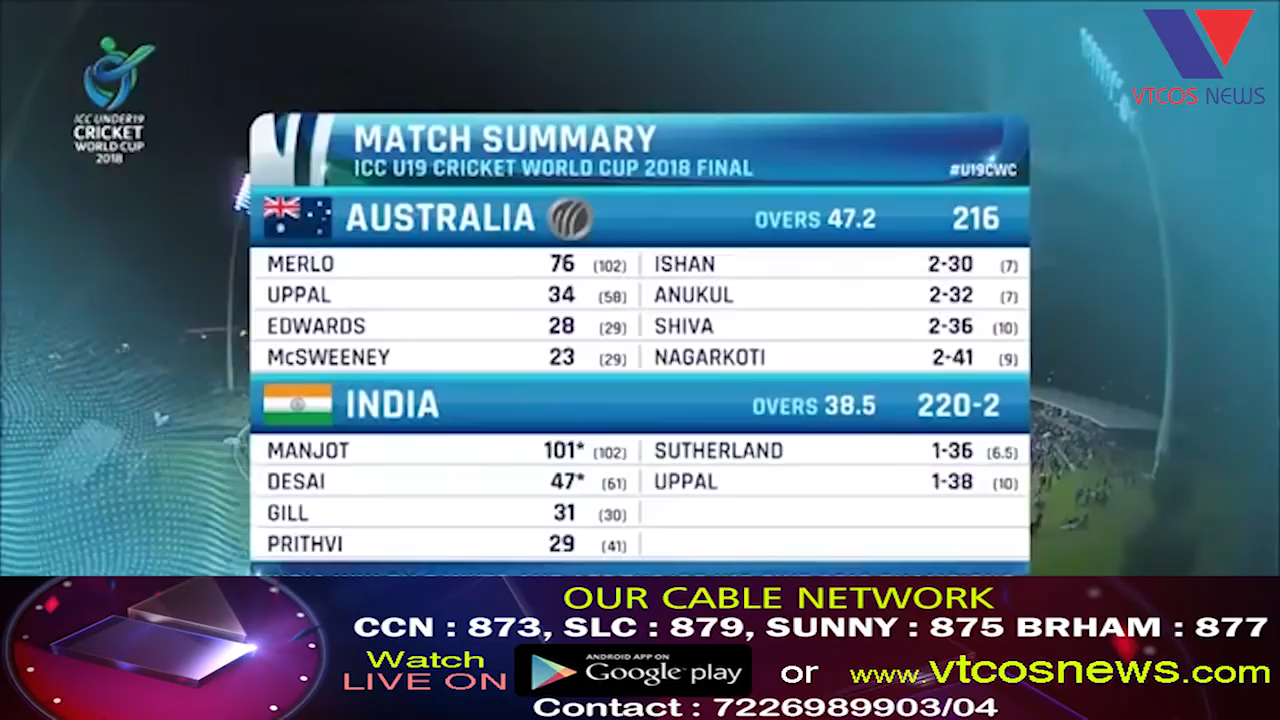 VTCOS NEWS
ICC UNDER19
CRICKET
WORLD CUP
2018
MATCH SUMMARY
ICC U19 CRICKET WORLD CUP 2018 FINAL
#U19CWC
AUSTRALIA OVERS 47.2 216
MERLO 76 (102) ISHAN 2-30 (7)
UPPAL 34 (58) ANUKUL 2-32 (7)
EDWARDS 28 (29) SHIVA 2-36 (10)
McSWEENEY 23 (29) NAGARKOTI 2-41 (9)
INDIA OVERS 38.5 220-2
MANJOT 101* (102) SUTHERLAND 1-36 (6.5)
DESAI 47* (61) UPPAL 1-38 (10)
GILL 31 (30)
PRITHVI 29 (41)
OUR CABLE NETWORK
CCN : 873, SLC : 879, SUNNY : 875 BRHAM : 877
Watch
LIVE ON
ANDROID APP ON
Google play
or www.vtcosnews.com
Contact : 7226989903/04